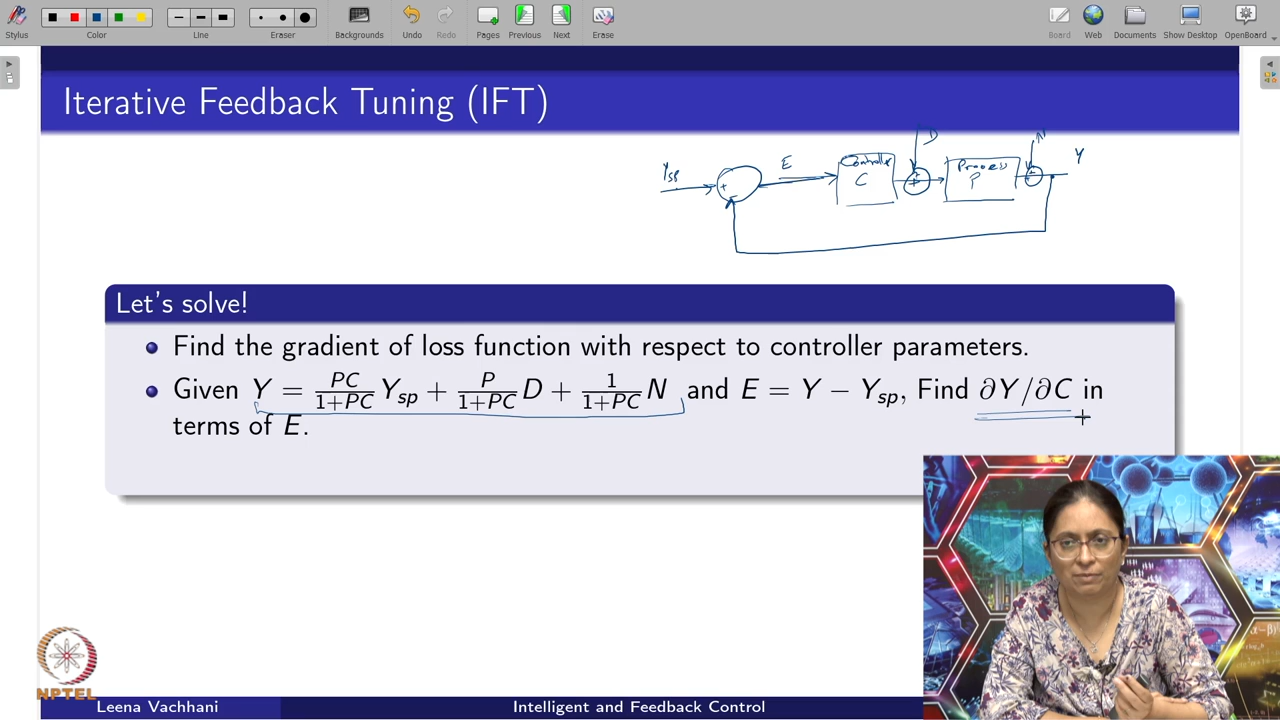 Stylus
Color
Line
Eraser
Backgrounds
Undo
Redo
Pages
Previous
Next
Erase
Board
Web
Documents
Show Desktop
OpenBoard
Iterative Feedback Tuning (IFT)
Ysp
+
-
E
Controller
C
D
+
+
Process
P
N
+
+
Y
Let's solve!
Find the gradient of loss function with respect to controller parameters.
Given Y = PC/1+PC Ysp + P/1+PC D + 1/1+PC N and E = Y − Ysp, Find ∂Y/∂C in
terms of E.
NPTEL
Leena Vachhani
Intelligent and Feedback Control